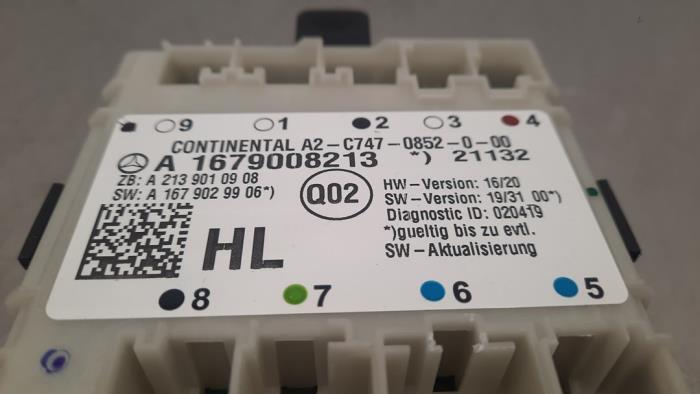 9 1 2 3 4
CONTINENTAL A2-C747-0852-0-00
A 1679008213 *) 21132
ZB: A 213 901 09 08
SW: A 167 902 99 06*)
Q02
HW-Version: 16/20
SW-Version: 19/31 00*)
Diagnostic ID: 020419
*)gueltig bis zu evtl.
SW-Aktualisierung
HL
8 7 6 5